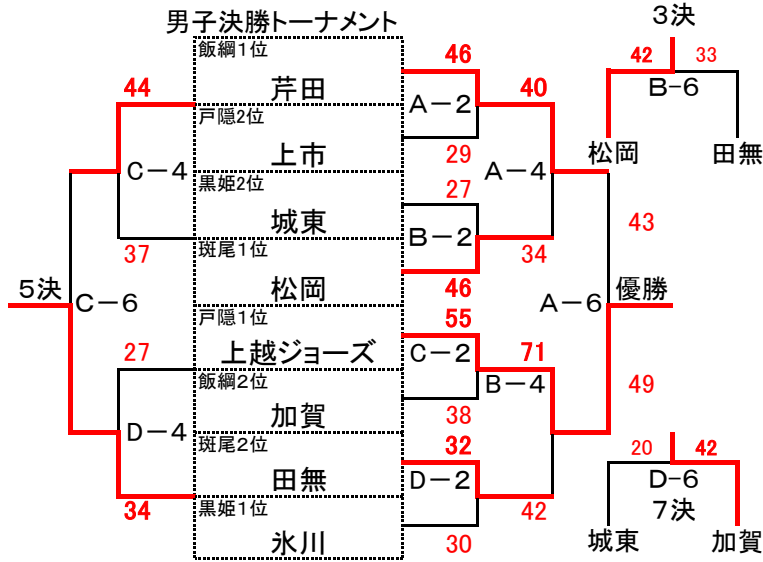 男子決勝トーナメント
3決
飯綱1位
芹田
戸隠2位
上市
黒姫2位
城東
斑尾1位
松岡
戸隠1位
上越ジョーズ
飯綱2位
加賀
斑尾2位
田無
黒姫1位
氷川
44
C－4
37
5決
C－6
27
D－4
34
46
A－2
29
27
B－2
46
55
C－2
38
32
D－2
30
40
A－4
34
71
B－4
42
43
A－6
優勝
49
42
33
B-6
松岡
田無
20
42
D-6
7決
城東
加賀